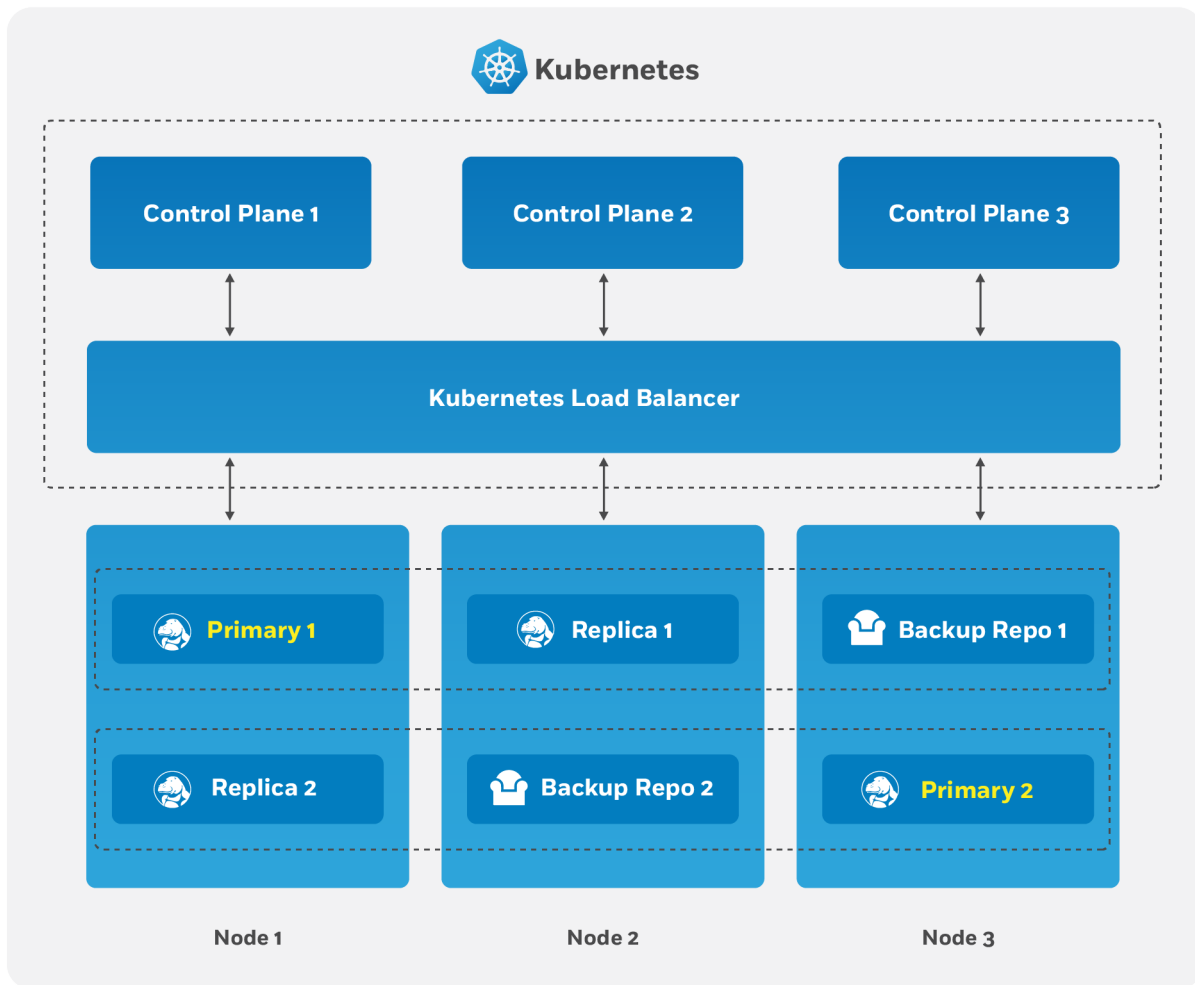 Kubernetes
Control Plane 1
Control Plane 2
Control Plane 3
Kubernetes Load Balancer
Primary 1
Replica 1
Backup Repo 1
Replica 2
Backup Repo 2
Primary 2
Node 1
Node 2
Node 3